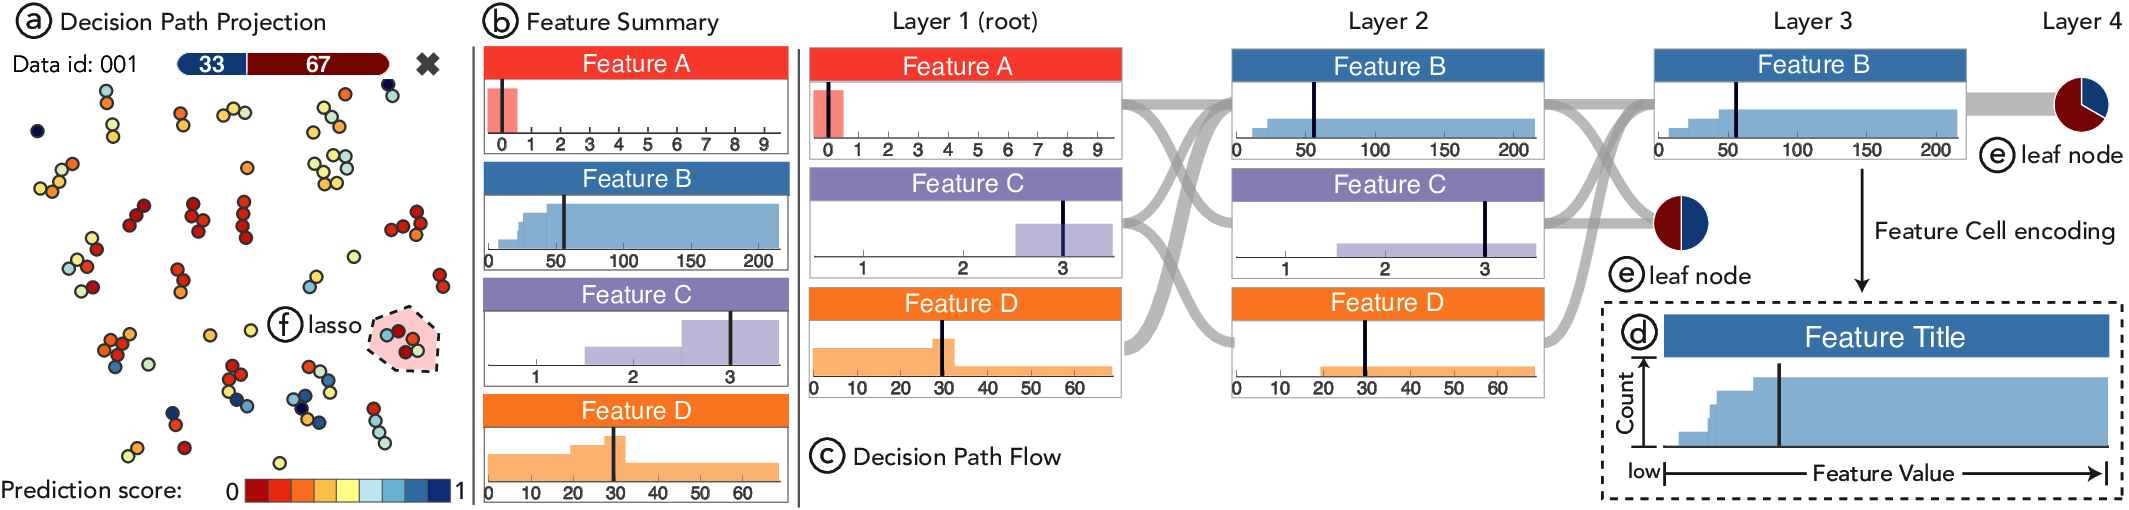 a Decision Path Projection
Data id: 001
33 67
f lasso
Prediction score: 0 1
b Feature Summary
Feature A
0 1 2 3 4 5 6 7 8 9
Feature B
0 50 100 150 200
Feature C
1 2 3
Feature D
0 10 20 30 40 50 60
Layer 1 (root)
Feature A
0 1 2 3 4 5 6 7 8 9
Feature C
1 2 3
Feature D
0 10 20 30 40 50 60
c Decision Path Flow
Layer 2
Feature B
0 50 100 150 200
Feature C
1 2 3
Feature D
0 10 20 30 40 50 60
Layer 3
Feature B
0 50 100 150 200
Layer 4
e leaf node
e leaf node
Feature Cell encoding
d
Feature Title
Count
low
Feature Value